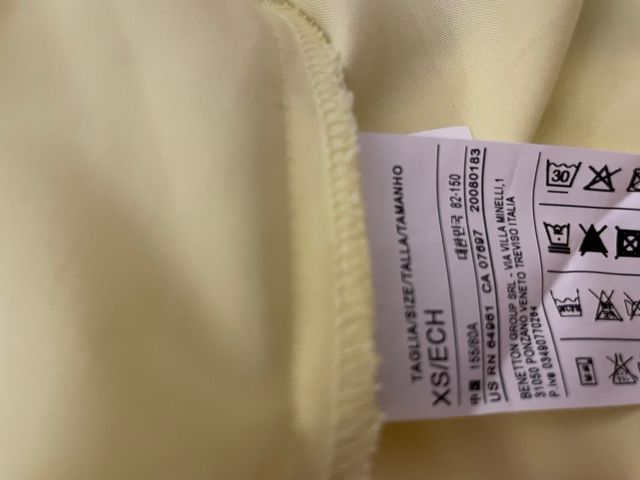 TAGLIA/SIZE/TALLA/TAMANHO
XS/ECH
中国 155/80A 대한민국 82-150
US RN 64961 CA 07697 20080183
BENETTON GROUP SRL - VIA VILLA MINELLI,1
31050 PONZANO VENETO TREVISO ITALIA
P.iva 03490770264
30